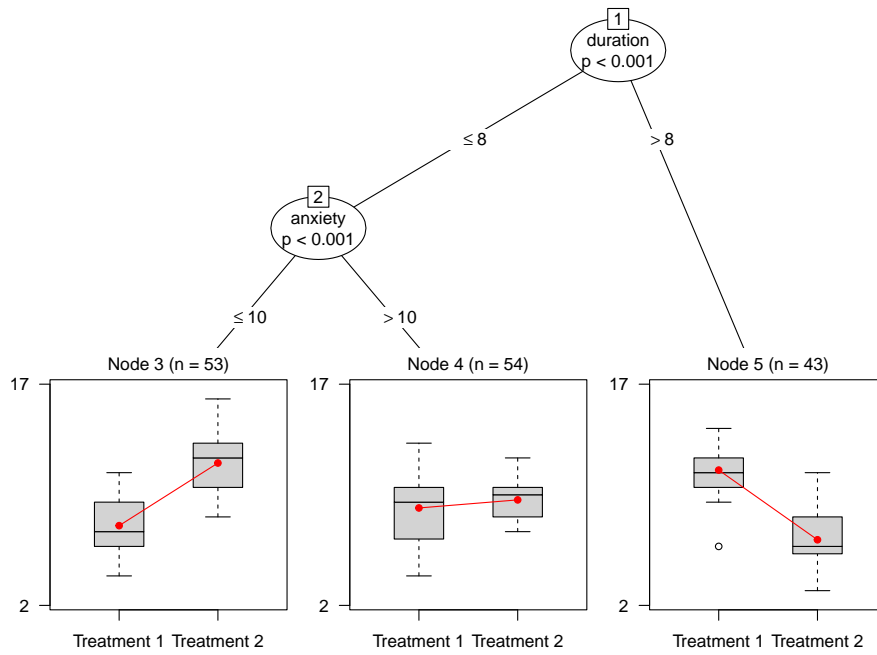 1
duration
p < 0.001
≤ 8
> 8
2
anxiety
p < 0.001
≤ 10
> 10
Node 3 (n = 53)
17
2
Treatment 1 Treatment 2
Node 4 (n = 54)
17
2
Treatment 1 Treatment 2
Node 5 (n = 43)
17
2
Treatment 1 Treatment 2